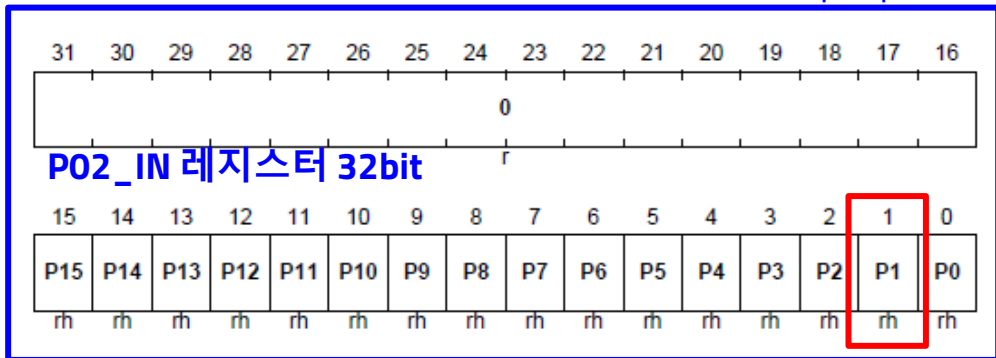 31 30 29 28 27 26 25 24 23 22 21 20 19 18 17 16
0
r
P02_IN 레지스터 32bit
15 14 13 12 11 10 9 8 7 6 5 4 3 2 1 0
P15 P14 P13 P12 P11 P10 P9 P8 P7 P6 P5 P4 P3 P2 P1 P0
rh rh rh rh rh rh rh rh rh rh rh rh rh rh rh rh